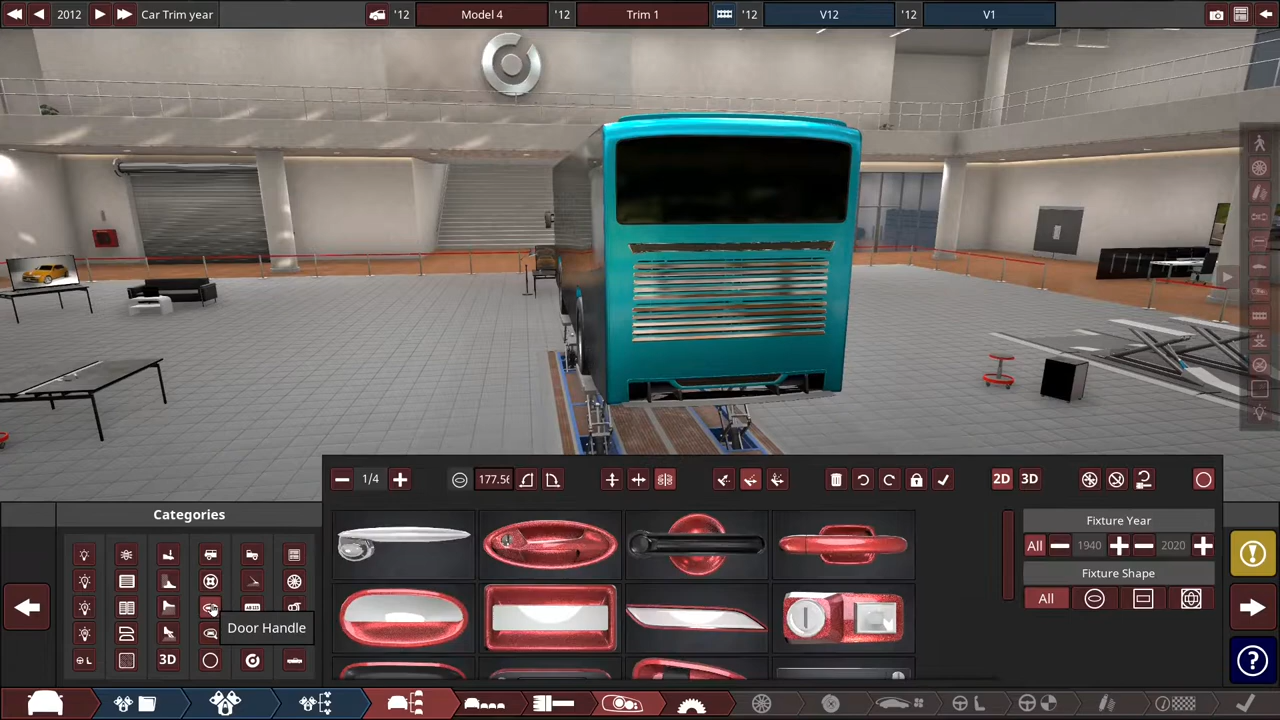 2012 Car Trim year '12 Model 4 '12 Trim 1 '12 V12 '12 V1
1/4 177.56 2D 3D
Categories
Door Handle
L 3D
Fixture Year
All 1940 2020
Fixture Shape
All
?